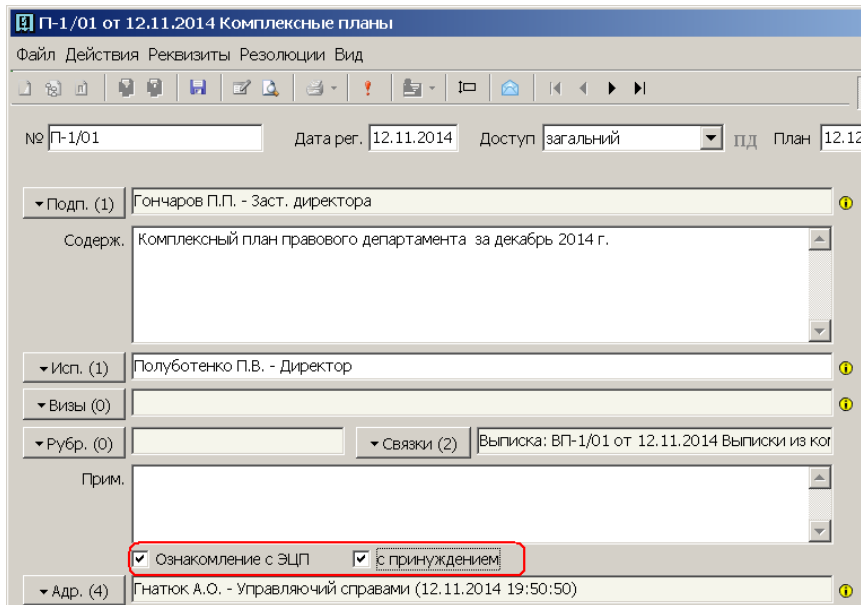 П-1/01 от 12.11.2014 Комплексные планы
Файл Действия Реквизиты Резолюции Вид
№ П-1/01 Дата рег. 12.11.2014 Доступ загальний ПД План 12.12
Подп. (1) Гончаров П.П. - Заст. директора
Содерж. Комплексный план правового департамента за декабрь 2014 г.
Исп. (1) Полуботенко П.В. - Директор
Визы (0)
Рубр. (0) Связки (2) Выписка: ВП-1/01 от 12.11.2014 Выписки из ко
Прим.
Ознакомление с ЭЦП с принуждением
Адр. (4) Гнатюк А.О. - Управляючий справами (12.11.2014 19:50:50)